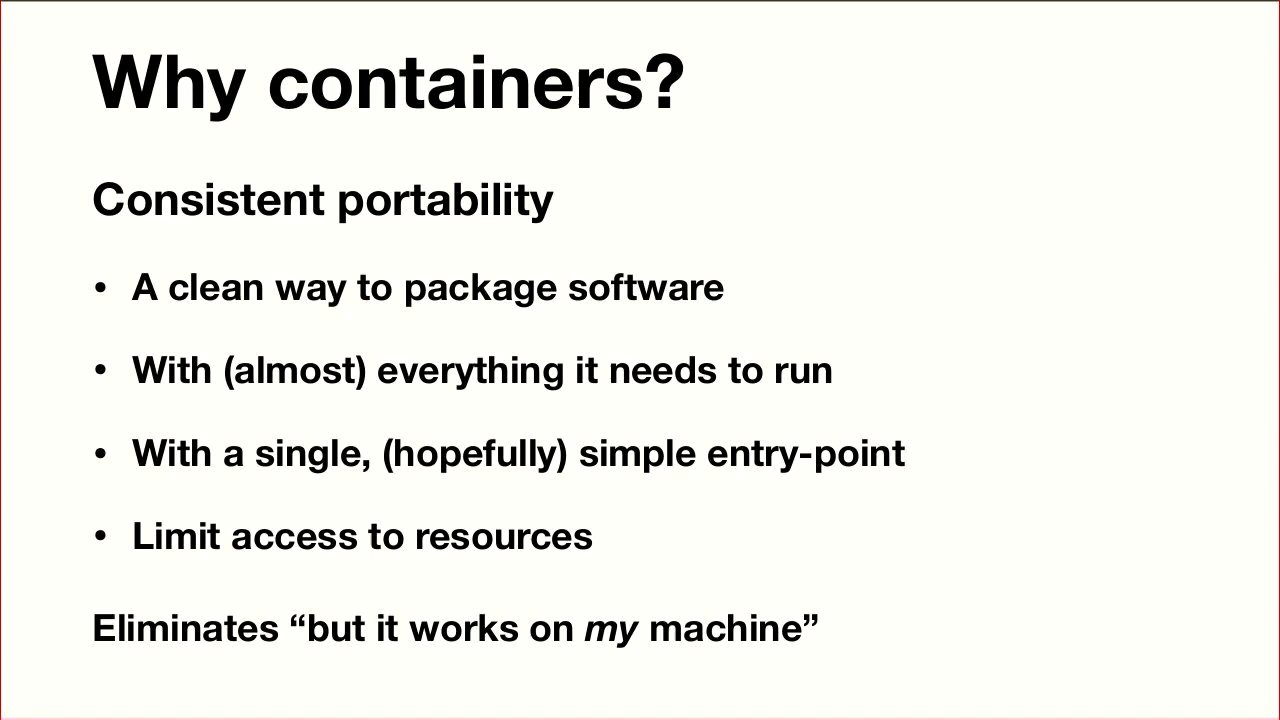 Why containers?
Consistent portability
• A clean way to package software
• With (almost) everything it needs to run
• With a single, (hopefully) simple entry-point
• Limit access to resources
Eliminates “but it works on my machine”